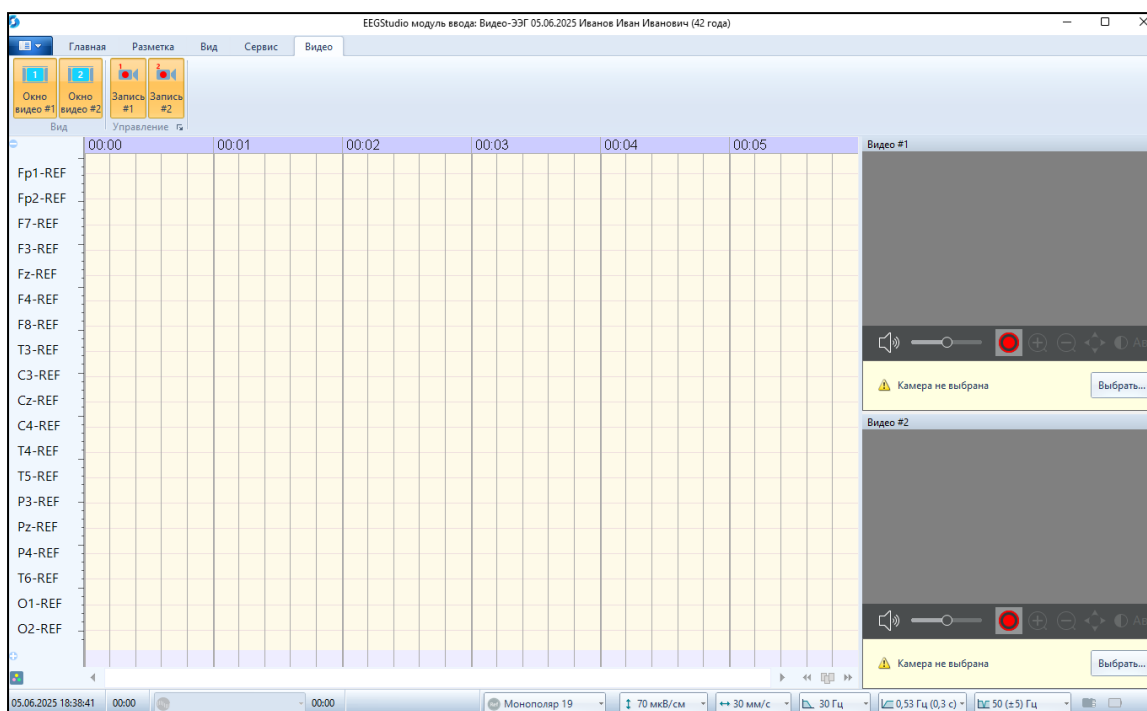 EEGStudio модуль ввода: Видео-ЭЭГ 05.06.2025 Иванов Иван Иванович (42 года)
Главная Разметка Вид Сервис Видео
1 2 1 2
Окно Окно Запись Запись
видео #1 видео #2 #1 #2
Вид Управление
00:00 00:01 00:02 00:03 00:04 00:05
Видео #1
Fp1-REF
Fp2-REF
F7-REF
F3-REF
Fz-REF
F4-REF
F8-REF
T3-REF
C3-REF
Cz-REF
C4-REF
T4-REF
T5-REF
P3-REF
Pz-REF
P4-REF
T6-REF
O1-REF
O2-REF
Ав
Камера не выбрана Выбрать...
Видео #2
Ав
Камера не выбрана Выбрать...
05.06.2025 18:38:41 00:00 00:00 Монополяр 19 70 мкВ/см 30 мм/с 30 Гц 0,53 Гц (0,3 с) 50 (±5) Гц